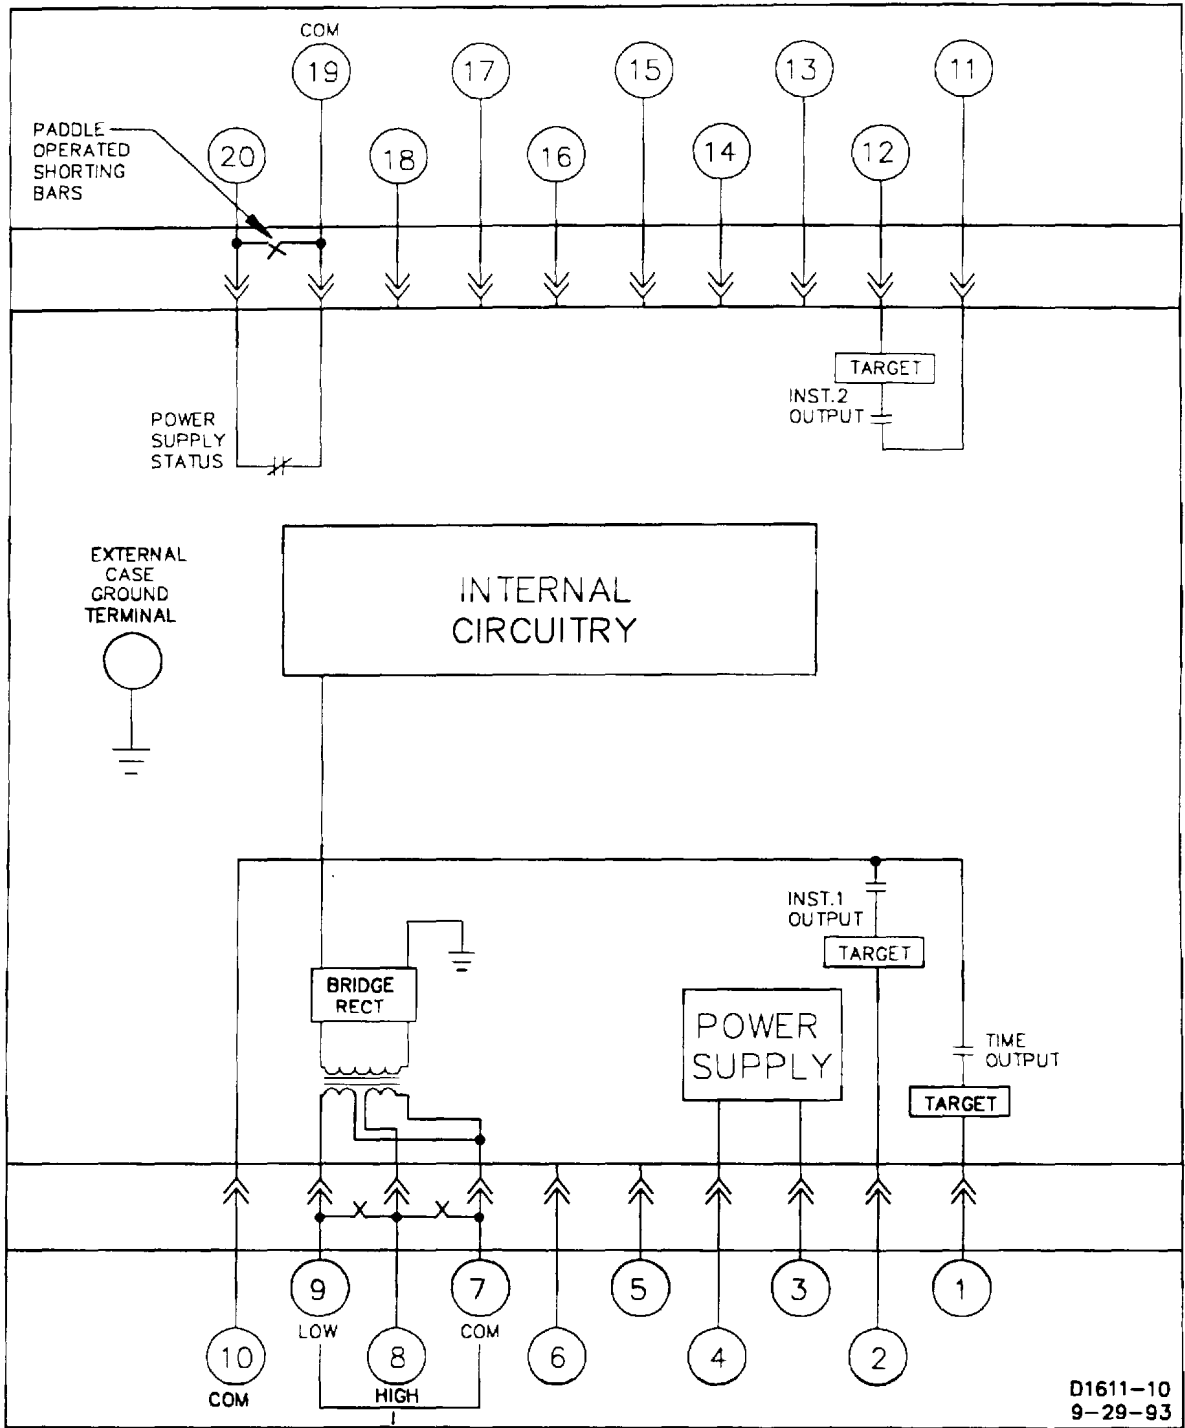 COM
19
17
15
13
11
PADDLE
OPERATED
SHORTING
BARS
20
18
16
14
12
TARGET
INST.2
OUTPUT
POWER
SUPPLY
STATUS
EXTERNAL
CASE
GROUND
TERMINAL
INTERNAL
CIRCUITRY
INST.1
OUTPUT
TARGET
BRIDGE
RECT
POWER
SUPPLY
TIME
OUTPUT
TARGET
9
7
5
3
1
LOW
COM
10
8
6
4
2
COM
HIGH
D1611-10
9-29-93